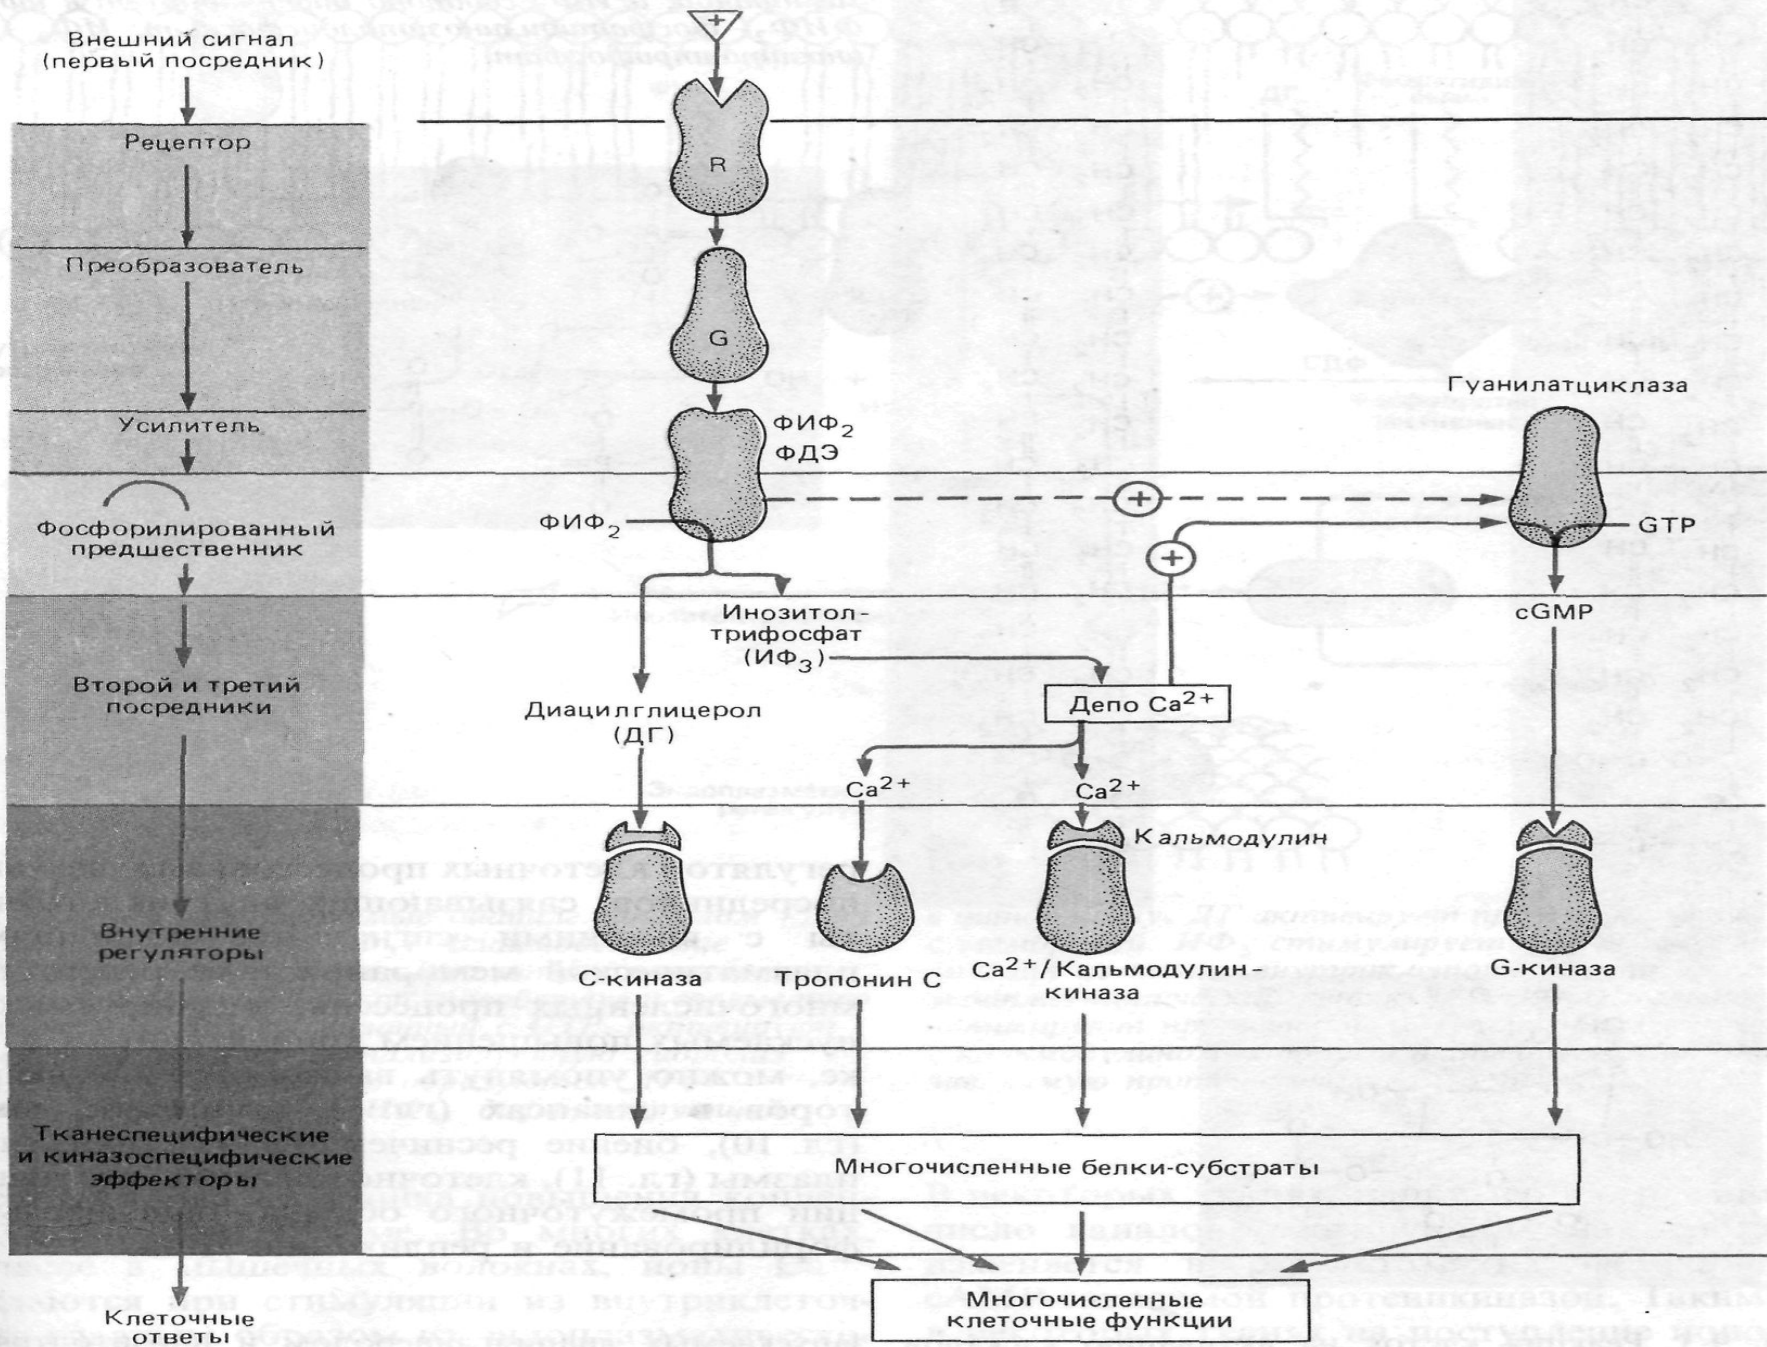 Внешний сигнал
(первый посредник)
Рецептор
Преобразователь
Усилитель
Фосфорилированный
предшественник
Второй и третий
посредники
Внутренние
регуляторы
Тканеспецифические
и киназоспецифические
эффекторы
Клеточные
ответы
+
R
G
ФИФ2
ФДЭ
Гуанилатциклаза
+
ФИФ2
GTP
+
Инозитол-
трифосфат
(ИФ3)
cGMP
Диацилглицерол
(ДГ)
Депо Ca2+
Ca2+
Ca2+
Кальмодулин
С-киназа
Тропонин С
Ca2+/Кальмодулин-
киназа
G-киназа
Многочисленные белки-субстраты
Многочисленные
клеточные функции